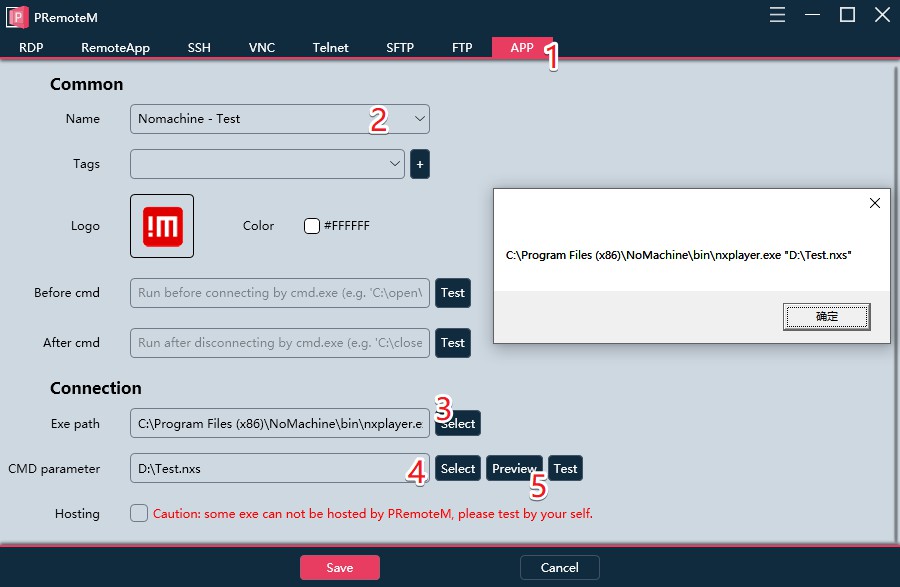 PRemoteM
RDP RemoteApp SSH VNC Telnet SFTP FTP APP 1
Common
Name Nomachine - Test 2
Tags +
Logo !m Color #FFFFFF
C:\Program Files (x86)\NoMachine\bin\nxplayer.exe "D:\Test.nxs"
确定
Before cmd Run before connecting by cmd.exe (e.g. 'C:\open\ Test
After cmd Run after disconnecting by cmd.exe (e.g. 'C:\close Test
Connection
Exe path C:\Program Files (x86)\NoMachine\bin\nxplayer.e 3 Select
CMD parameter D:\Test.nxs 4 Select Preview Test
5
Hosting Caution: some exe can not be hosted by PRemoteM, please test by your self.
Save Cancel